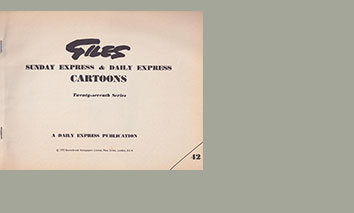 GILES
SUNDAY EXPRESS & DAILY EXPRESS
CARTOONS
Twenty-seventh Series
A DAILY EXPRESS PUBLICATION
42